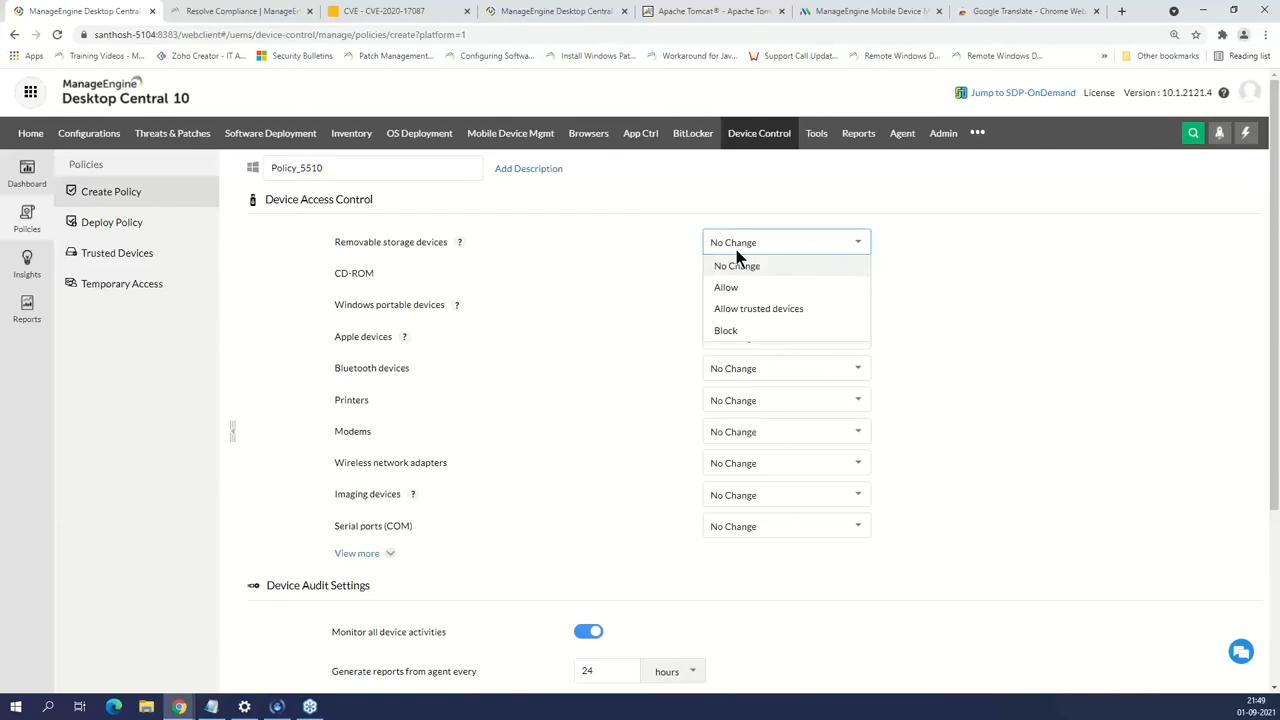 ManageEngine Desktop Central
Resolve Compliance | ManageEn
CVE - CVE-2020-17087
ManageEngine Desktop Central
Apache Tomcat® - Apache Tom
ManageEngine Mobile Device M
Google Translate - Chrome Web
santhosh-5104:8383/webclient#/uems/device-control/manage/policies/create?platform=1
Apps
Training Videos - M...
Zoho Creator - IT A...
Security Bulletins
Patch Management...
Configuring Softwa...
Install Windows Pat...
Workaround for Jav...
Support Call Updat...
Remote Windows D...
Remote Windows D...
»
Other bookmarks
Reading list
ManageEngine
Desktop Central 10
Jump to SDP-OnDemand
License
Version : 10.1.2121.4
?
Home
Configurations
Threats & Patches
Software Deployment
Inventory
OS Deployment
Mobile Device Mgmt
Browsers
App Ctrl
BitLocker
Device Control
Tools
Reports
Agent
Admin
•••
Dashboard
Policies
Insights
Reports
Policies
Create Policy
Deploy Policy
Trusted Devices
Temporary Access
Policy_5510
Add Description
Device Access Control
Removable storage devices ?
No Change
No Change
Allow
Allow trusted devices
Block
CD-ROM
Windows portable devices ?
Apple devices ?
Bluetooth devices
No Change
Printers
No Change
Modems
No Change
Wireless network adapters
No Change
Imaging devices ?
No Change
Serial ports (COM)
No Change
View more
Device Audit Settings
Monitor all device activities
Generate reports from agent every
24
hours
21:49
01-09-2021